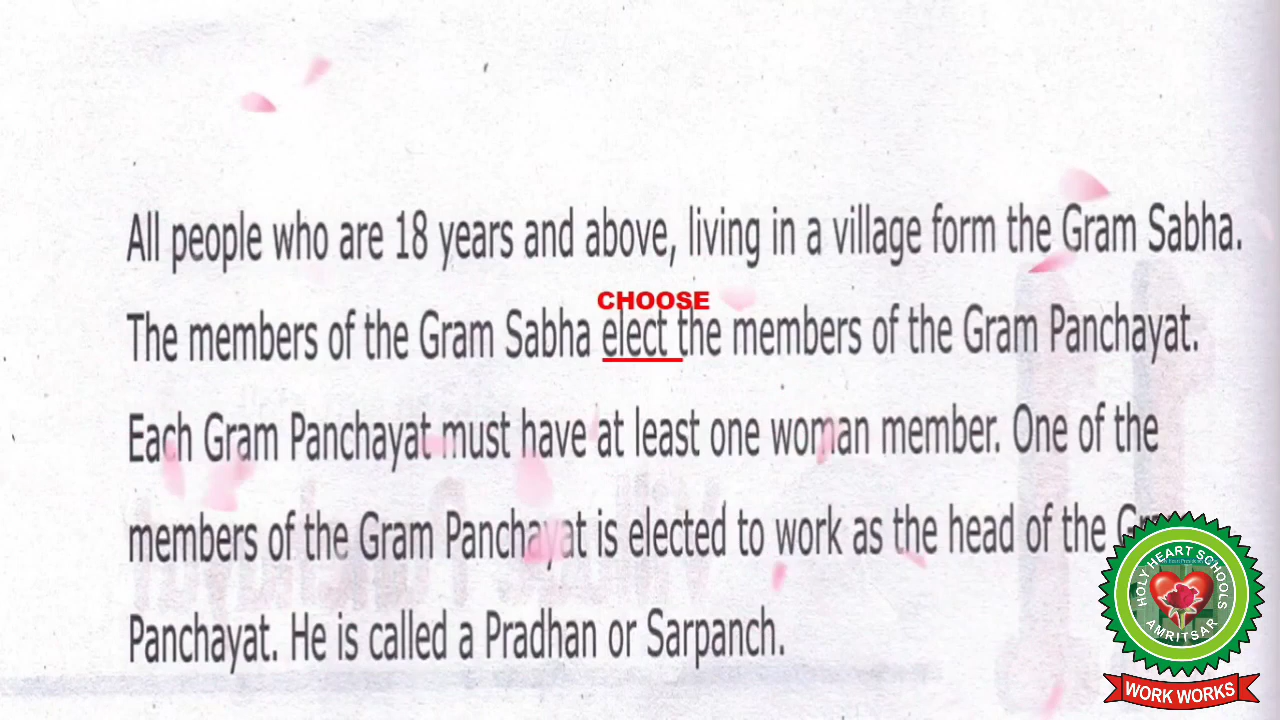 All people who are 18 years and above, living in a village form the Gram Sabha.
CHOOSE
The members of the Gram Sabha elect the members of the Gram Panchayat.
Each Gram Panchayat must have at least one woman member. One of the
members of the Gram Panchayat is elected to work as the head of the
Panchayat. He is called a Pradhan or Sarpanch.
HOLY HEART SCHOOLS
AMRITSAR
WORK WORKS